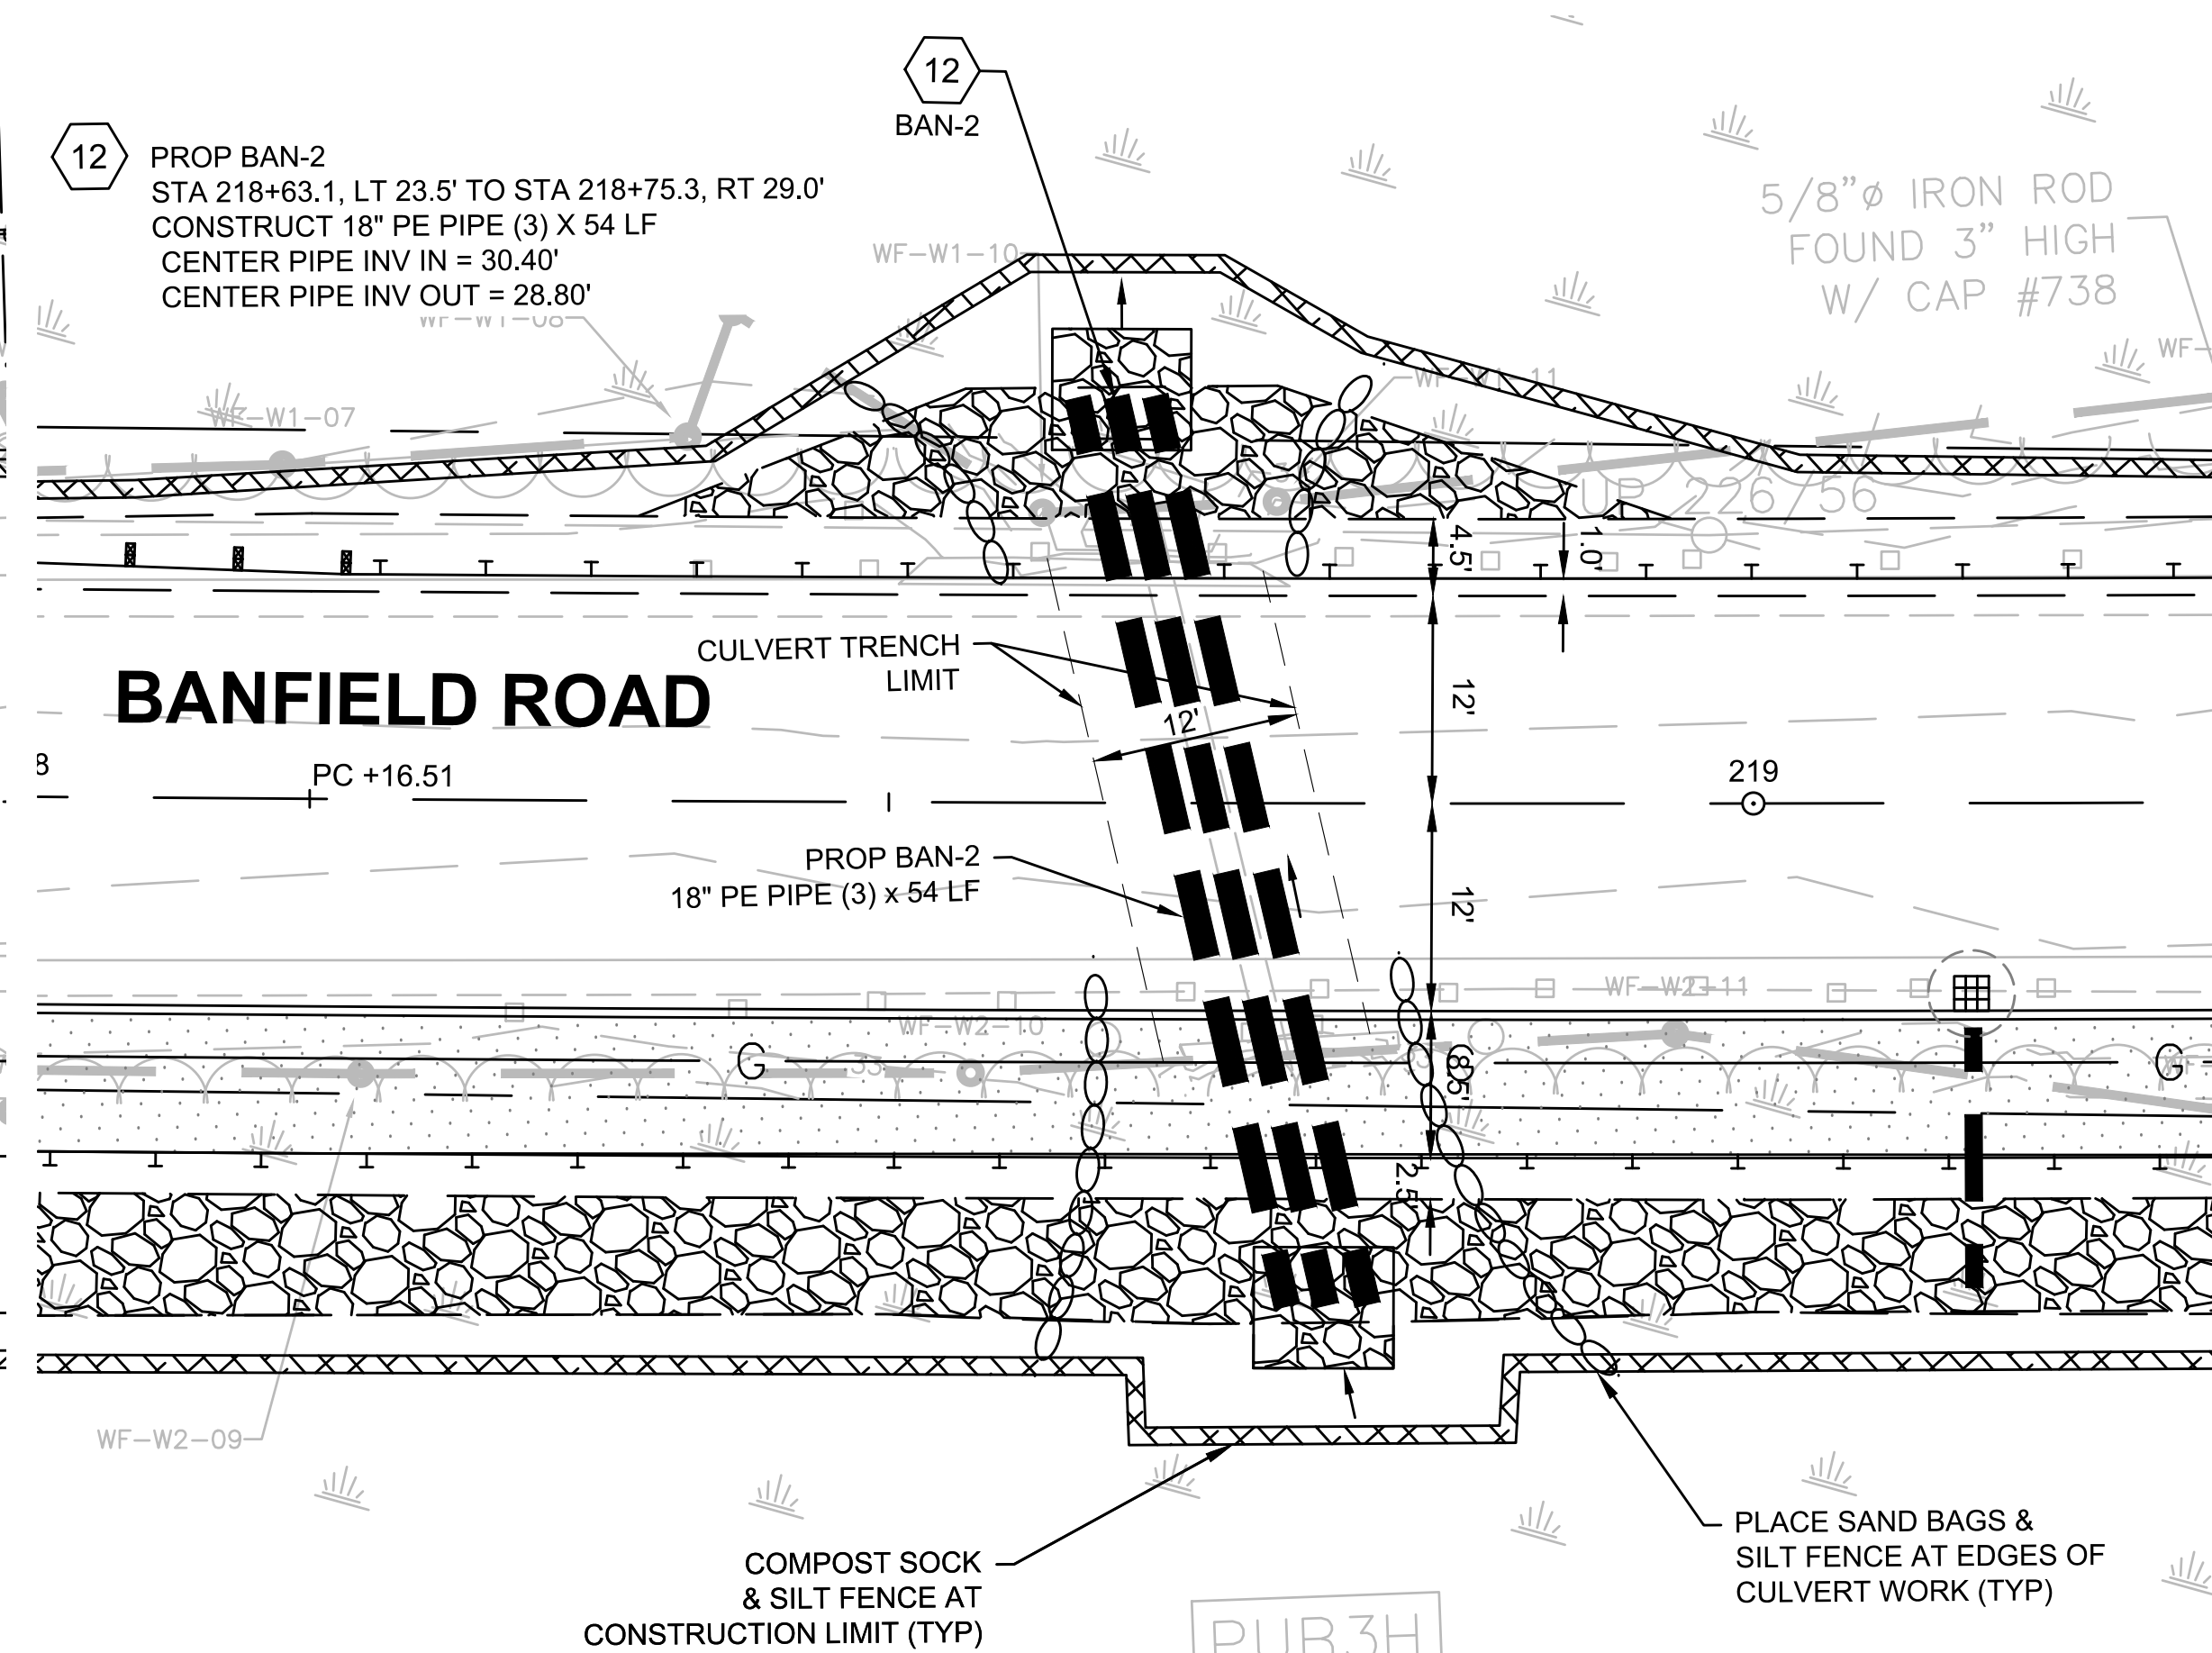 12
BAN-2
12
PROP BAN-2
STA 218+63.1, LT 23.5' TO STA 218+75.3, RT 29.0'
CONSTRUCT 18" PE PIPE (3) X 54 LF
CENTER PIPE INV IN = 30.40'
CENTER PIPE INV OUT = 28.80'
5/8"ø IRON ROD
FOUND 3" HIGH
W/ CAP #738
WF-W1-10
WF-W1-08
WF-W1-07
WF-W1-11
WF-
UP 226/56
4.5'
1.0'
CULVERT TRENCH
LIMIT
BANFIELD ROAD
12'
12'
8
PC +16.51
219
PROP BAN-2
18" PE PIPE (3) x 54 LF
12'
WF-W2-11
WF-W2-10
G
33
8.5'
G
2.5'
WF-W2-09
COMPOST SOCK
& SILT FENCE AT
CONSTRUCTION LIMIT (TYP)
PLACE SAND BAGS &
SILT FENCE AT EDGES OF
CULVERT WORK (TYP)
PUB3H